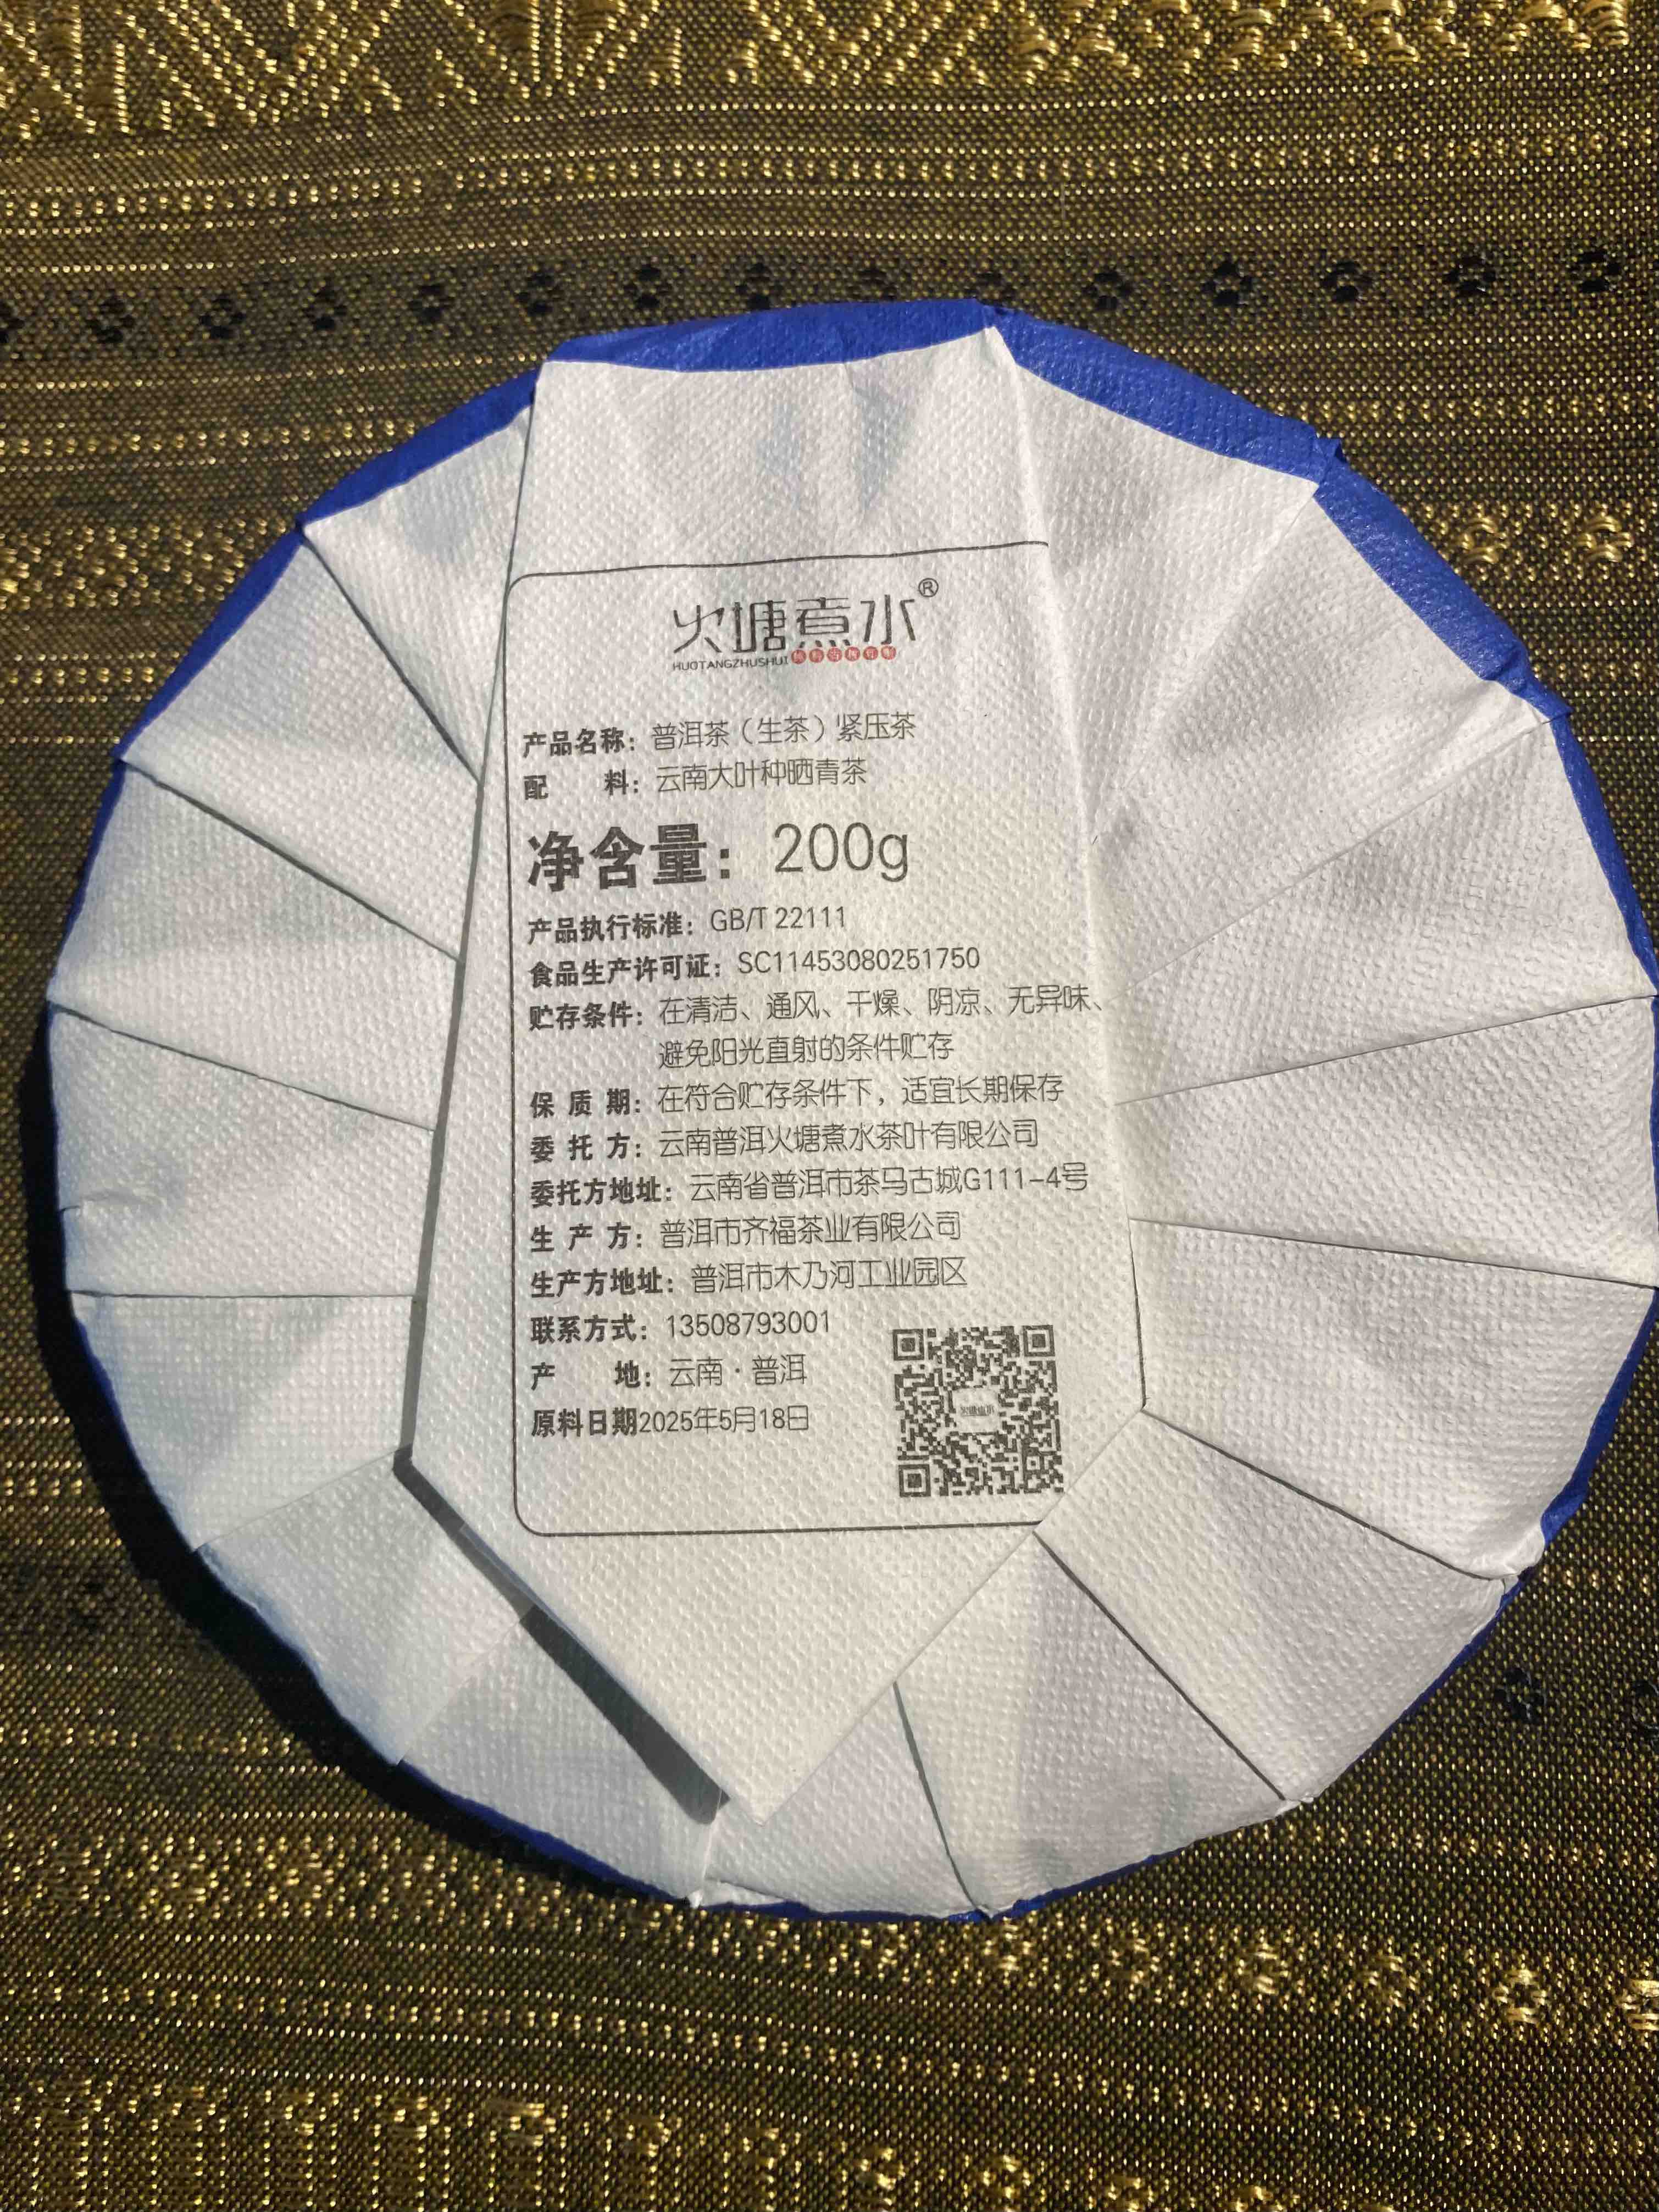 火塘煮水®
HUOTANGZHUSHUI
产品名称：普洱茶（生茶）紧压茶
配 料：云南大叶种晒青茶
净含量：200g
产品执行标准：GB/T 22111
食品生产许可证：SC11453080251750
贮存条件：在清洁、通风、干燥、阴凉、无异味、
避免阳光直射的条件贮存
保 质 期：在符合贮存条件下，适宜长期保存
委 托 方：云南普洱火塘煮水茶叶有限公司
委托方地址：云南省普洱市茶马古城G111-4号
生 产 方：普洱市齐福茶业有限公司
生产方地址：普洱市木乃河工业园区
联系方式：13508793001
产 地：云南·普洱
原料日期2025年5月18日
火塘煮水